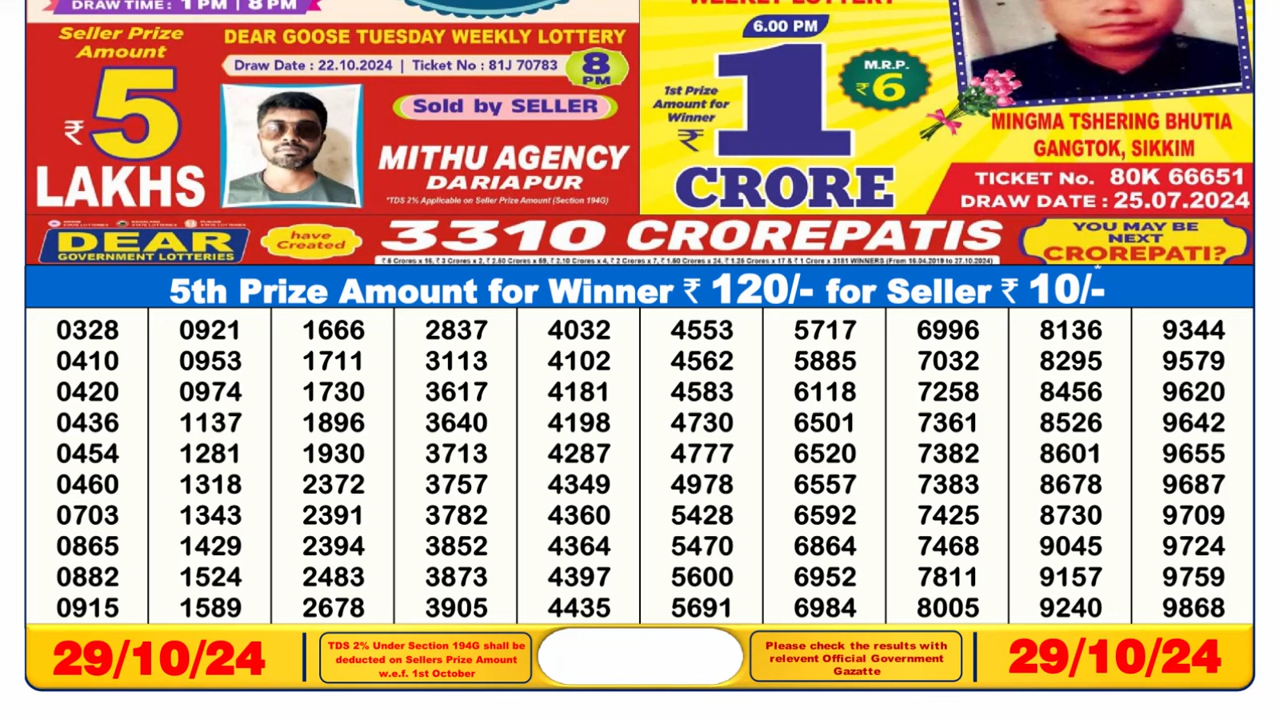 DRAW TIME : 1 PM | 8 PM
Seller Prize
Amount
₹ 5
LAKHS
DEAR GOOSE TUESDAY WEEKLY LOTTERY
Draw Date : 22.10.2024 | Ticket No : 81J 70783
8
PM
Sold by SELLER
MITHU AGENCY
DARIAPUR
*TDS 2% Applicable on Seller Prize Amount (Section 194G)
WEEKLY LOTTERY
6.00 PM
1st Prize
Amount for
Winner
₹ 1
CRORE
M.R.P.
₹ 6
MINGMA TSHERING BHUTIA
GANGTOK, SIKKIM
TICKET No. 80K 66651
DRAW DATE : 25.07.2024
DEAR
GOVERNMENT LOTTERIES
have
Created
3310 CROREPATIS
YOU MAY BE
NEXT
CROREPATI?
5th Prize Amount for Winner ₹ 120/- for Seller ₹ 10/-*
0328 0921 1666 2837 4032 4553 5717 6996 8136 9344
0410 0953 1711 3113 4102 4562 5885 7032 8295 9579
0420 0974 1730 3617 4181 4583 6118 7258 8456 9620
0436 1137 1896 3640 4198 4730 6501 7361 8526 9642
0454 1281 1930 3713 4287 4777 6520 7382 8601 9655
0460 1318 2372 3757 4349 4978 6557 7383 8678 9687
0703 1343 2391 3782 4360 5428 6592 7425 8730 9709
0865 1429 2394 3852 4364 5470 6864 7468 9045 9724
0882 1524 2483 3873 4397 5600 6952 7811 9157 9759
0915 1589 2678 3905 4435 5691 6984 8005 9240 9868
29/10/24
TDS 2% Under Section 194G shall be
deducted on Sellers Prize Amount
w.e.f. 1st October
Please check the results with
relevent Official Government
Gazatte
29/10/24